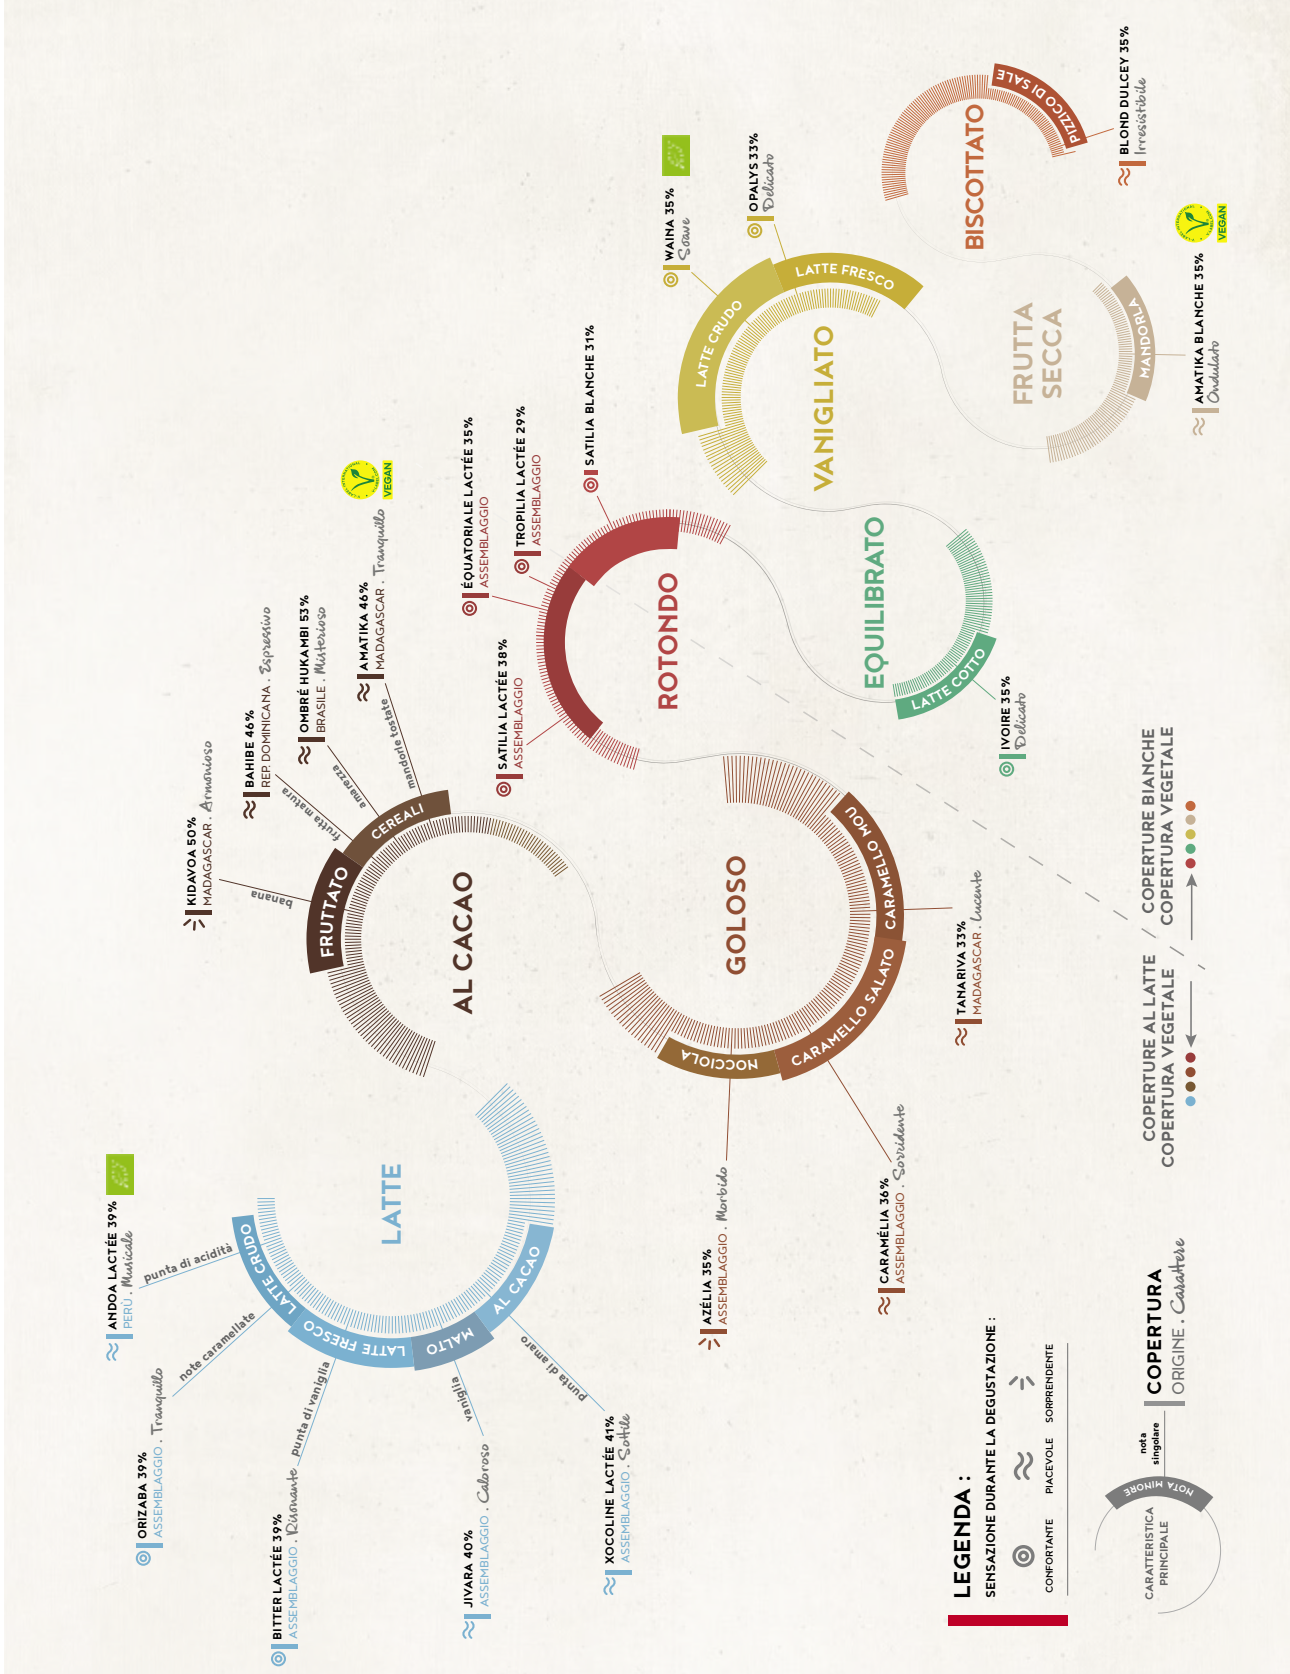 ANDOA LACTÉE 39%
PERÙ . Musicale
punta di acidità
ORIZABA 39%
ASSEMBLAGGIO . Tranquillo
note caramellate
BITTER LACTÉE 39%
ASSEMBLAGGIO . Risonante
punta di vaniglia
JIVARA 40%
ASSEMBLAGGIO . Caloroso
vaniglia
XOCOLINE LACTÉE 41%
ASSEMBLAGGIO . Sottile
punta di amaro
LATTE CRUDO
LATTE FRESCO
MALTO
AL CACAO
LATTE
KIDAVOA 50%
MADAGASCAR . Armonioso
banana
BAHIBE 46%
REP. DOMINICANA . Espressivo
frutta matura
OMBRÉ HUKAMBI 53%
BRASILE . Misterioso
amarezza
AMATIKA 46%
MADAGASCAR . Tranquillo
mandorle tostate
VEGAN
FRUTTATO
CEREALI
AL CACAO
AZÉLIA 35%
ASSEMBLAGGIO . Morbido
CARAMÉLIA 36%
ASSEMBLAGGIO . Sorridente
TANARIVA 33%
MADAGASCAR . Lucente
NOCCIOLA
CARAMELLO SALATO
CARAMELLO MOU
GOLOSO
SATILIA LACTÉE 38%
ASSEMBLAGGIO
ÉQUATORIALE LACTÉE 35%
ASSEMBLAGGIO
TROPILIA LACTÉE 29%
ASSEMBLAGGIO
SATILIA BLANCHE 31%
ROTONDO
IVOIRE 35%
Delicato
LATTE COTTO
EQUILIBRATO
WAINA 35%
Soave
OPALYS 33%
Delicato
LATTE CRUDO
LATTE FRESCO
VANIGLIATO
AMATIKA BLANCHE 35%
Ondulato
VEGAN
MANDORLA
FRUTTA
SECCA
BLOND DULCEY 35%
Irresistibile
PIZZICO DI SALE
BISCOTTATO
LEGENDA :
SENSAZIONE DURANTE LA DEGUSTAZIONE :
CONFORTANTE
PIACEVOLE
SORPRENDENTE
CARATTERISTICA
PRINCIPALE
NOTA MINORE
nota
singolare
COPERTURA
ORIGINE . Carattere
COPERTURE AL LATTE
COPERTURA VEGETALE
COPERTURE BIANCHE
COPERTURA VEGETALE